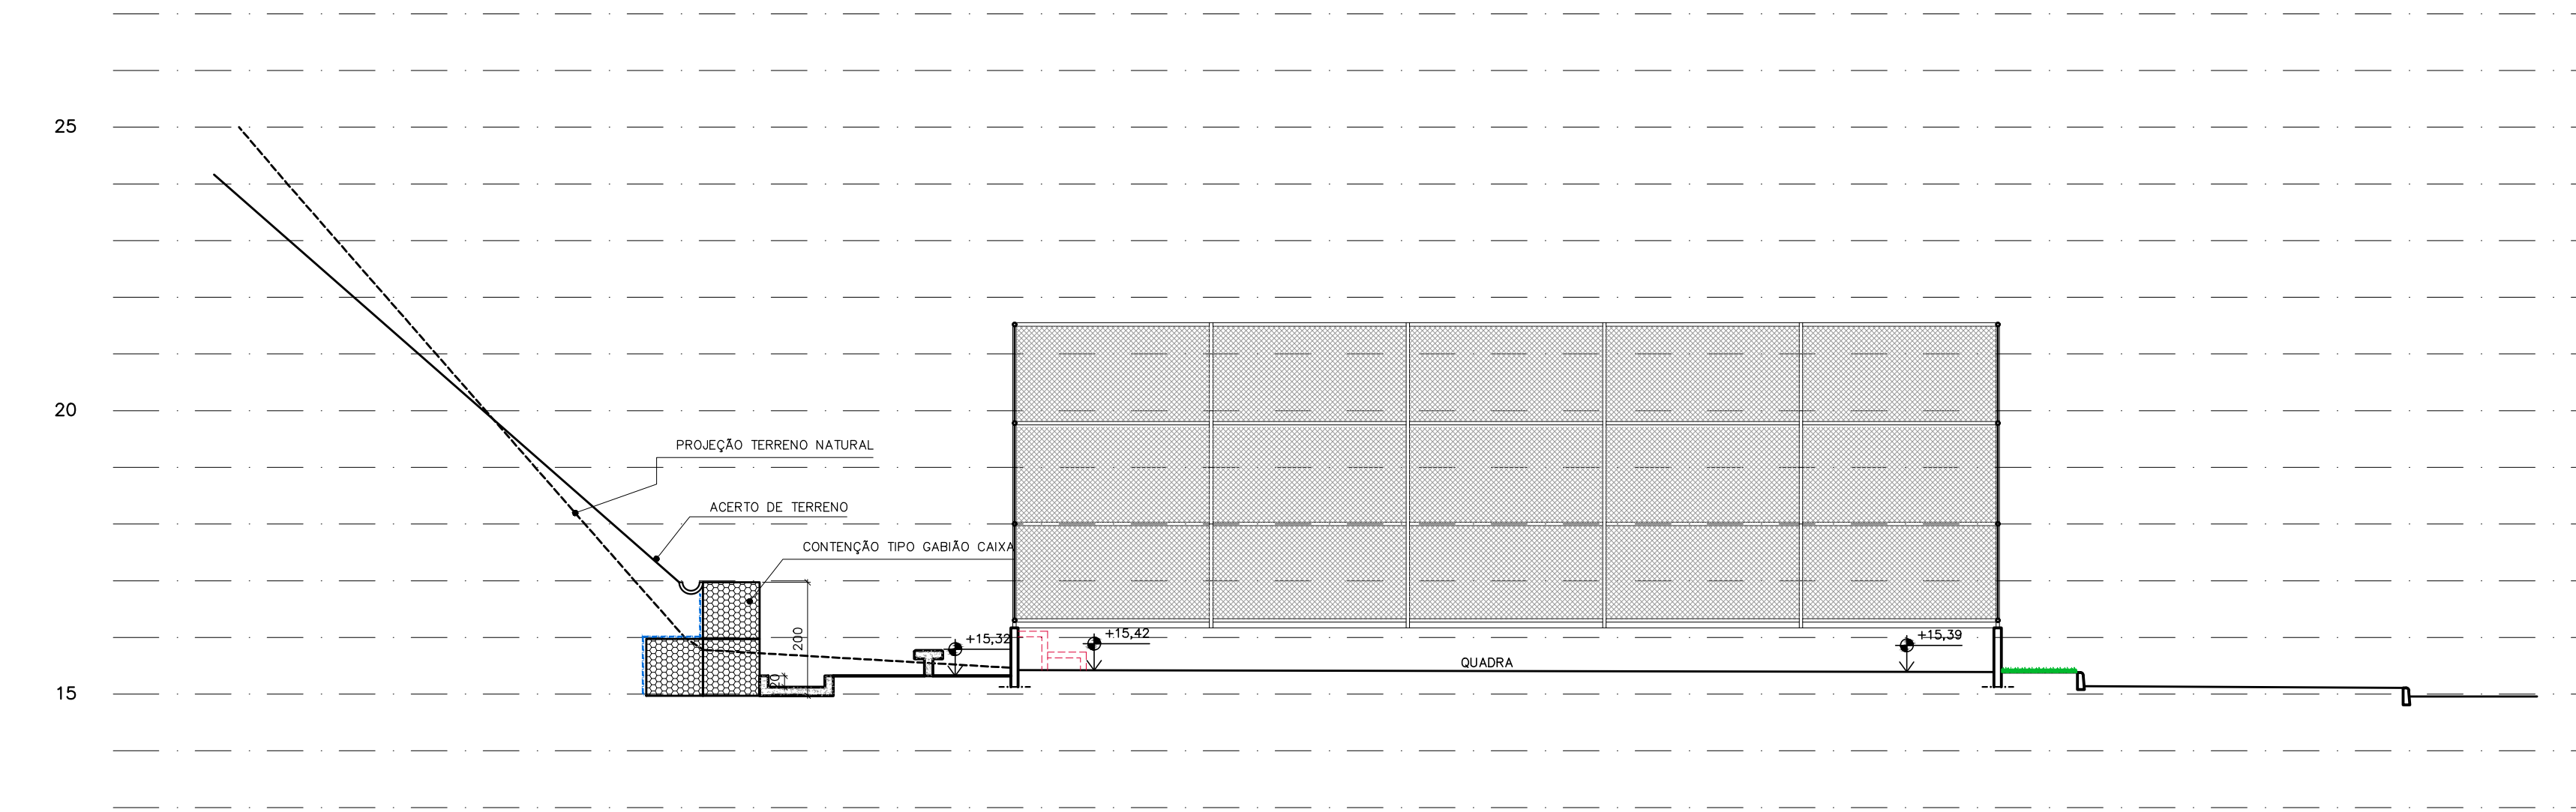 25
20
PROJEÇÃO TERRENO NATURAL
ACERTO DE TERRENO
CONTENÇÃO TIPO GABIÃO CAIXA
200
+15,32
+15,42
+15,39
QUADRA
20
15